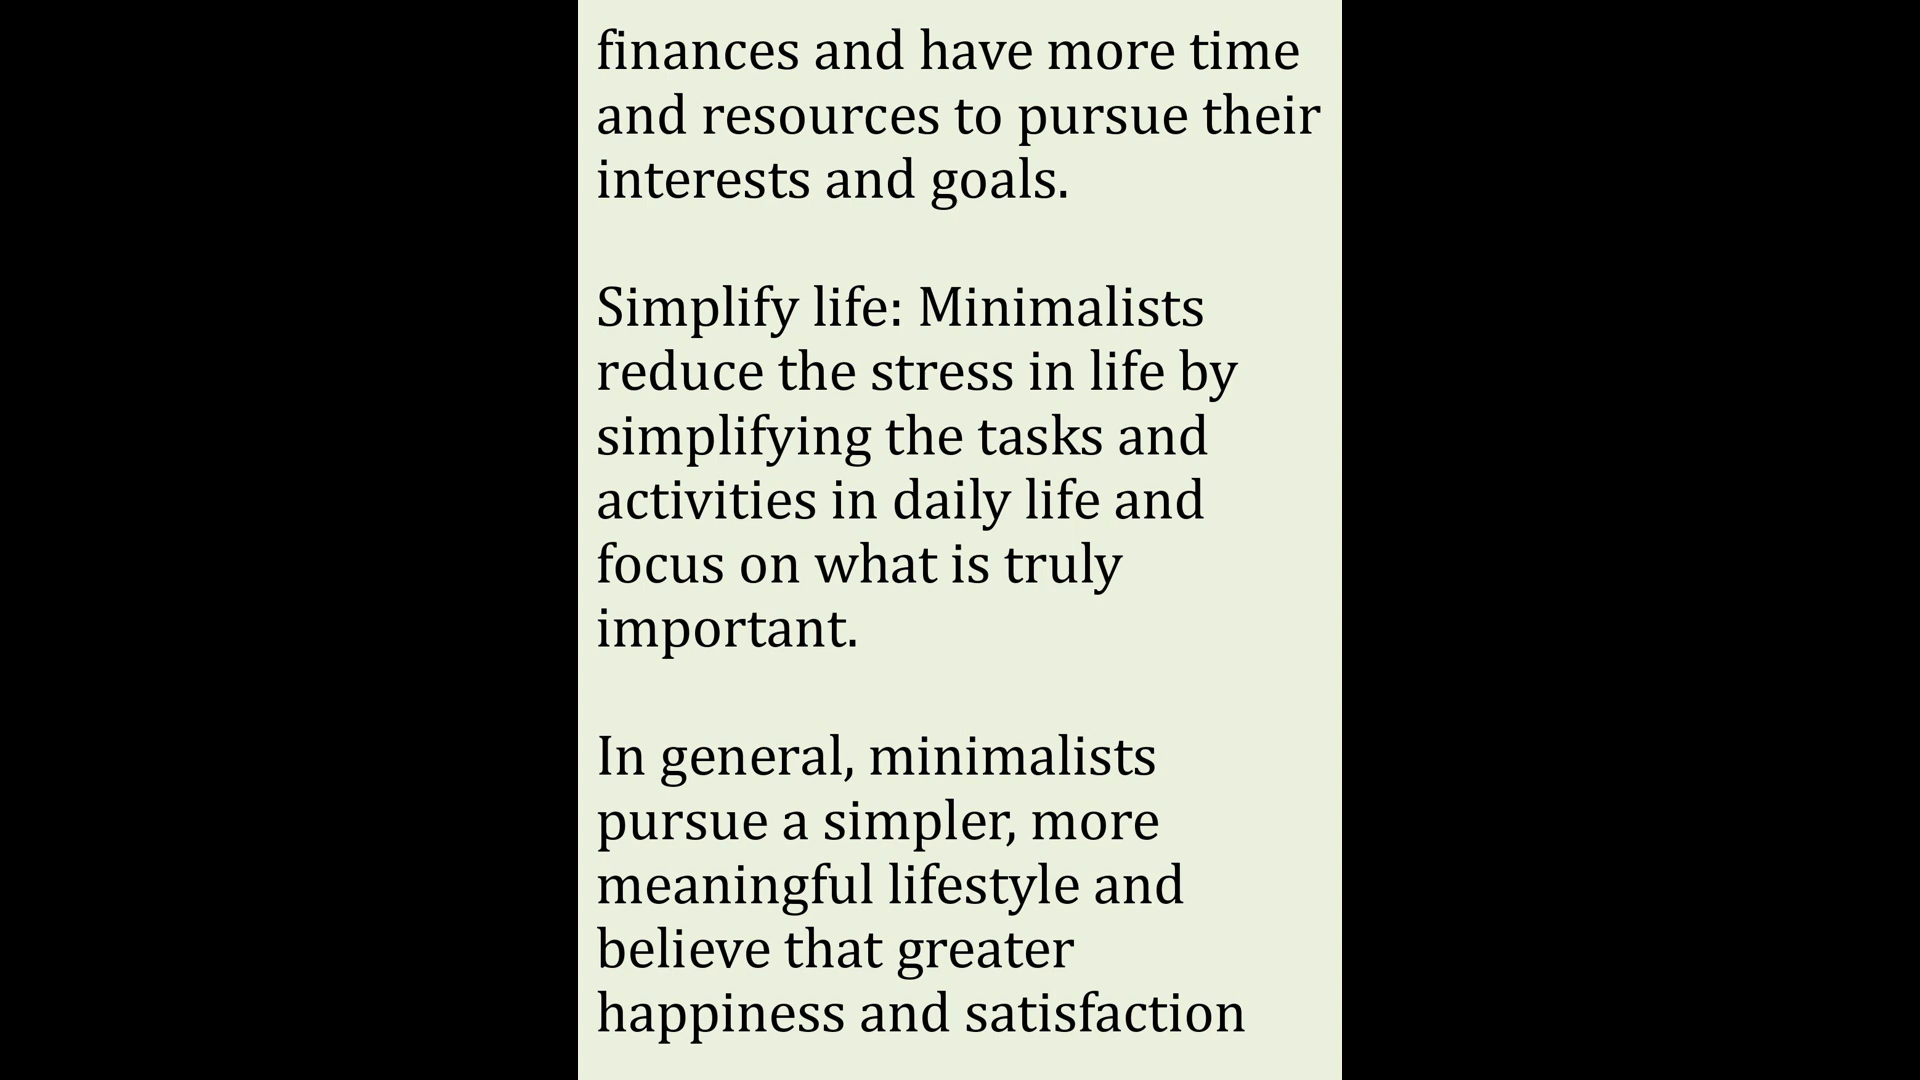 finances and have more time
and resources to pursue their
interests and goals.
Simplify life: Minimalists
reduce the stress in life by
simplifying the tasks and
activities in daily life and
focus on what is truly
important.
In general, minimalists
pursue a simpler, more
meaningful lifestyle and
believe that greater
happiness and satisfaction